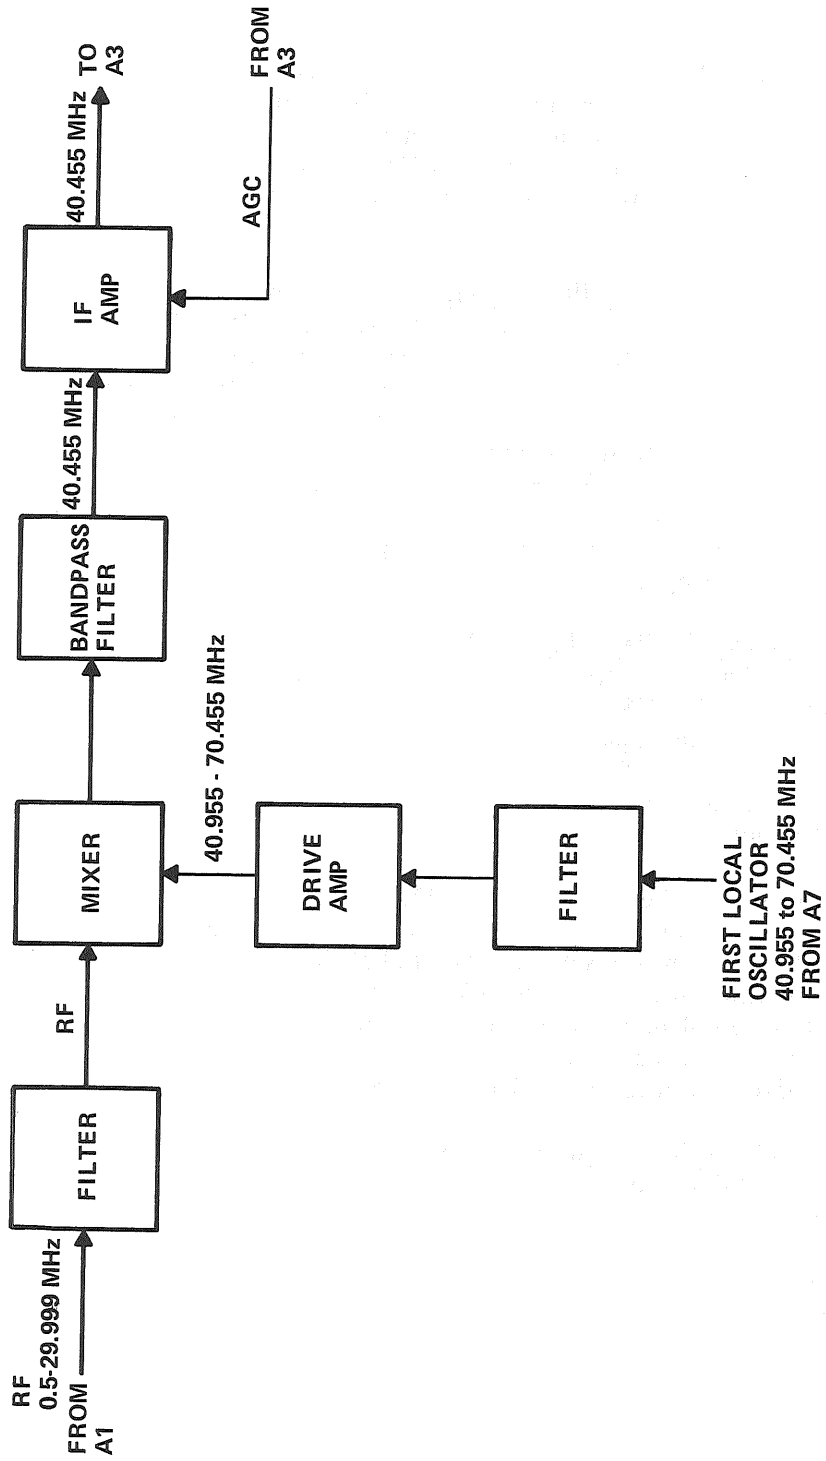 RF
0.5-29.999 MHz
FROM
A1
FILTER
RF
MIXER
BANDPASS
FILTER
40.455 MHz
IF
AMP
40.455 MHz
TO
A3
AGC
FROM
A3
40.955 - 70.455 MHz
DRIVE
AMP
FILTER
FIRST LOCAL
OSCILLATOR
40.955 to 70.455 MHz
FROM A7